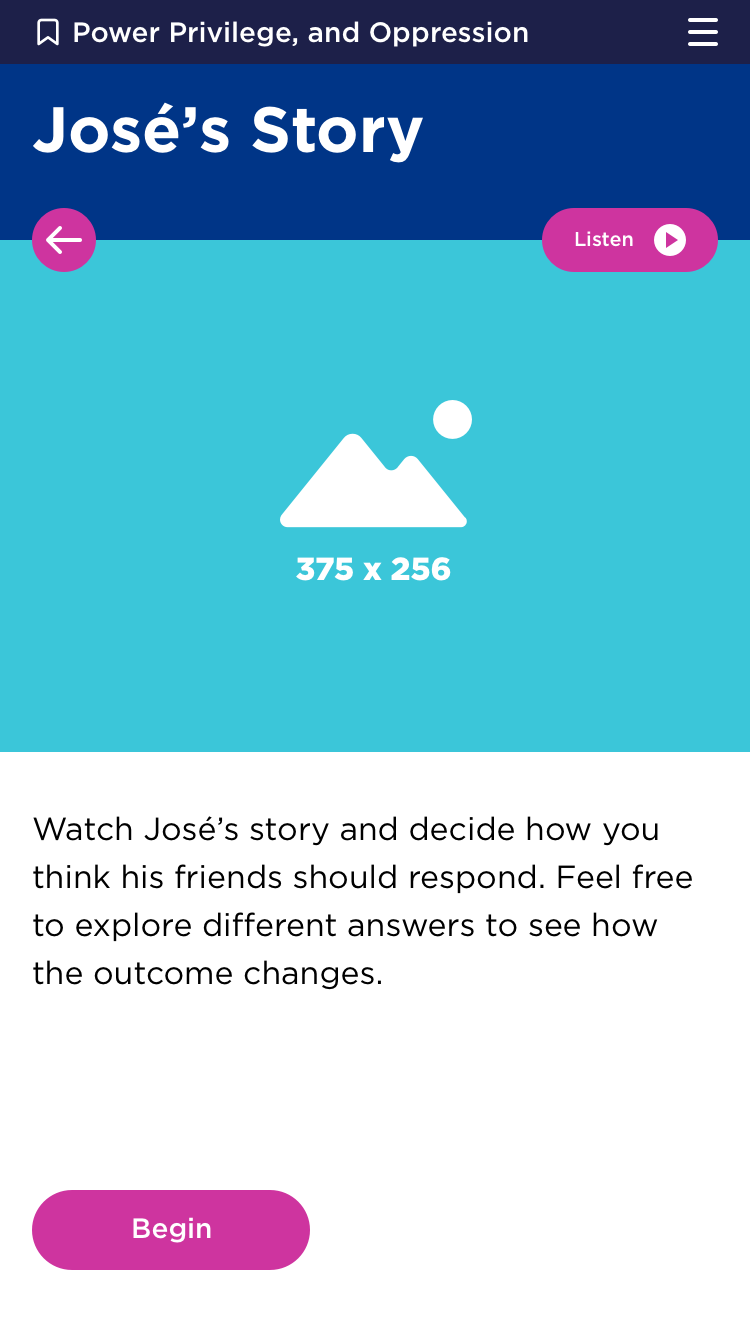 Power Privilege, and Oppression
José’s Story
Listen
375 x 256
Watch José’s story and decide how you
think his friends should respond. Feel free
to explore different answers to see how
the outcome changes.
Begin